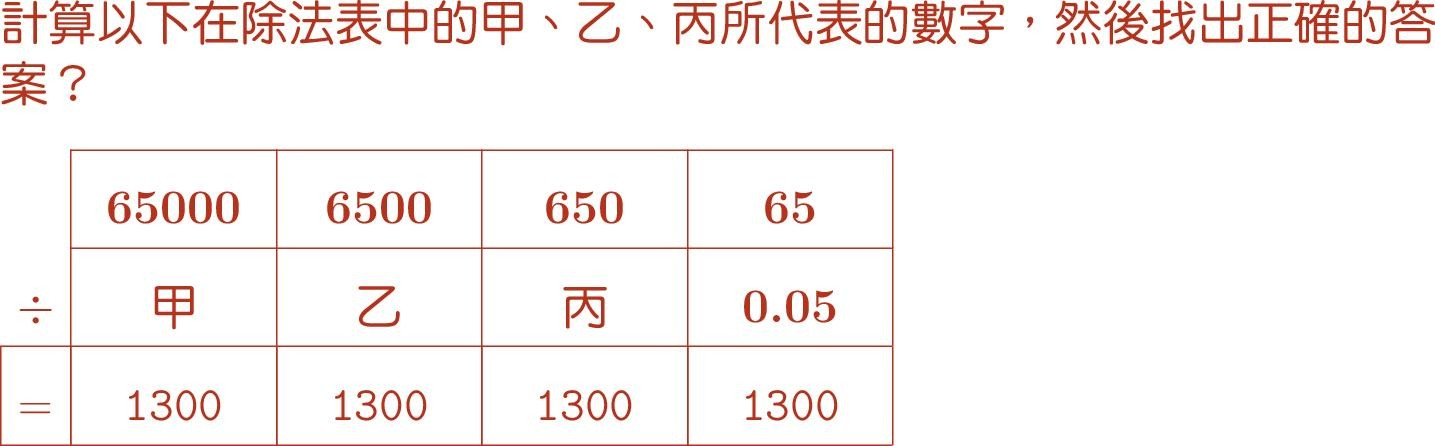 計算以下在除法表中的甲、乙、丙所代表的數字，然後找出正確的答
案？
65000 6500 650 65
÷ 甲 乙 丙 0.05
= 1300 1300 1300 1300